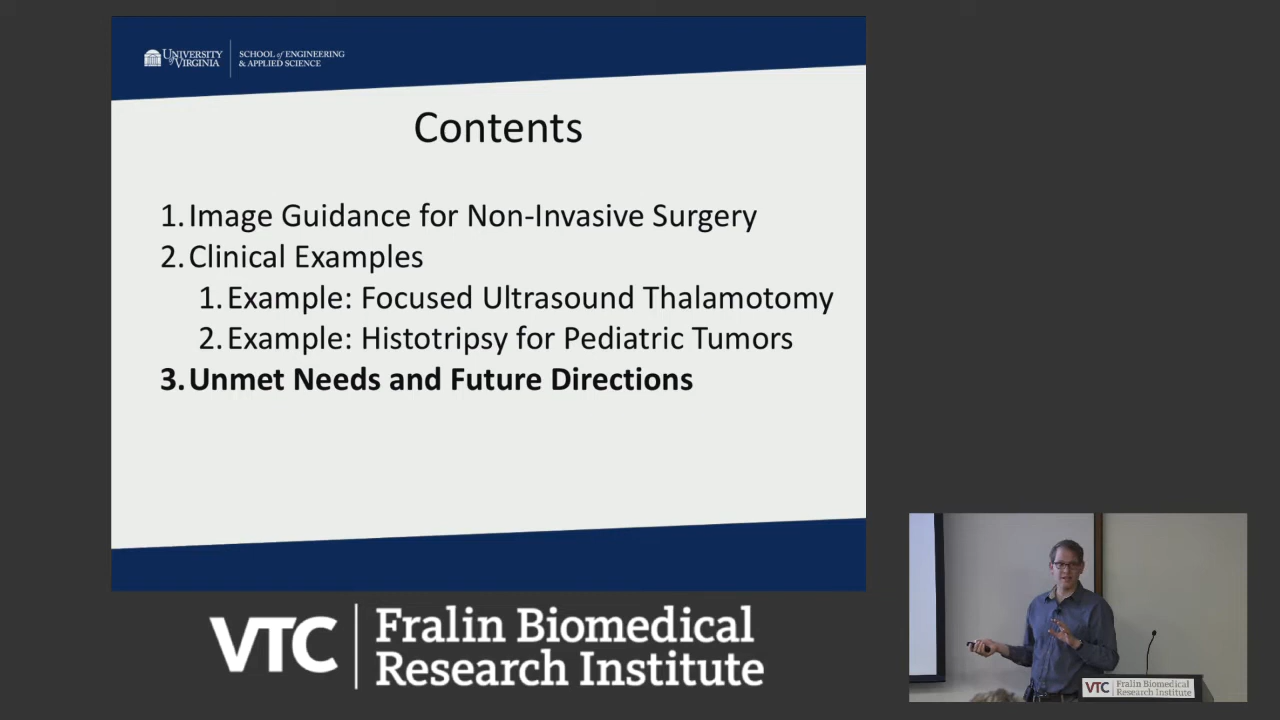 UNIVERSITY
of VIRGINIA
SCHOOL of ENGINEERING
& APPLIED SCIENCE
Contents
1. Image Guidance for Non-Invasive Surgery
2. Clinical Examples
1. Example: Focused Ultrasound Thalamotomy
2. Example: Histotripsy for Pediatric Tumors
3. Unmet Needs and Future Directions
VTC
Fralin Biomedical
Research Institute
VTC
Fralin Biomedical
Research Institute